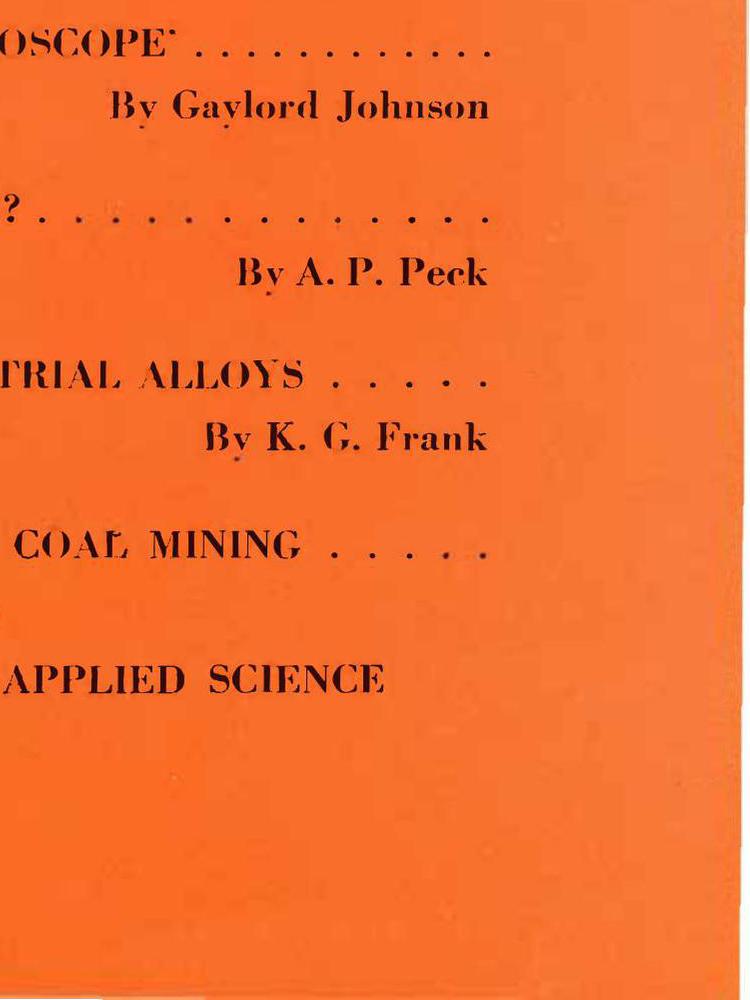 OSCOPE" . . . . . . . . . . . .
By Gaylord Johnson
? . . . . . . . . . . . . .
By A. P. Peck
TRIAL ALLOYS . . . . .
By K. G. Frank
COAL MINING . . . . .
APPLIED SCIENCE